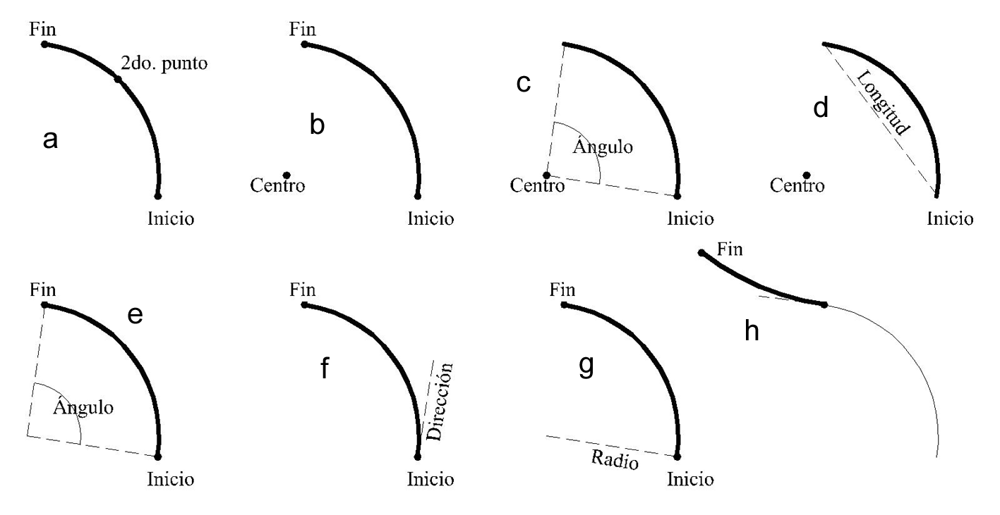 Fin
2do. punto
a
Inicio
Fin
b
Centro
Inicio
c
Ángulo
Centro
Inicio
d
Longitud
Centro
Inicio
Fin
e
Ángulo
Inicio
Fin
f
Dirección
Inicio
Fin
g
Radio
Inicio
Fin
h